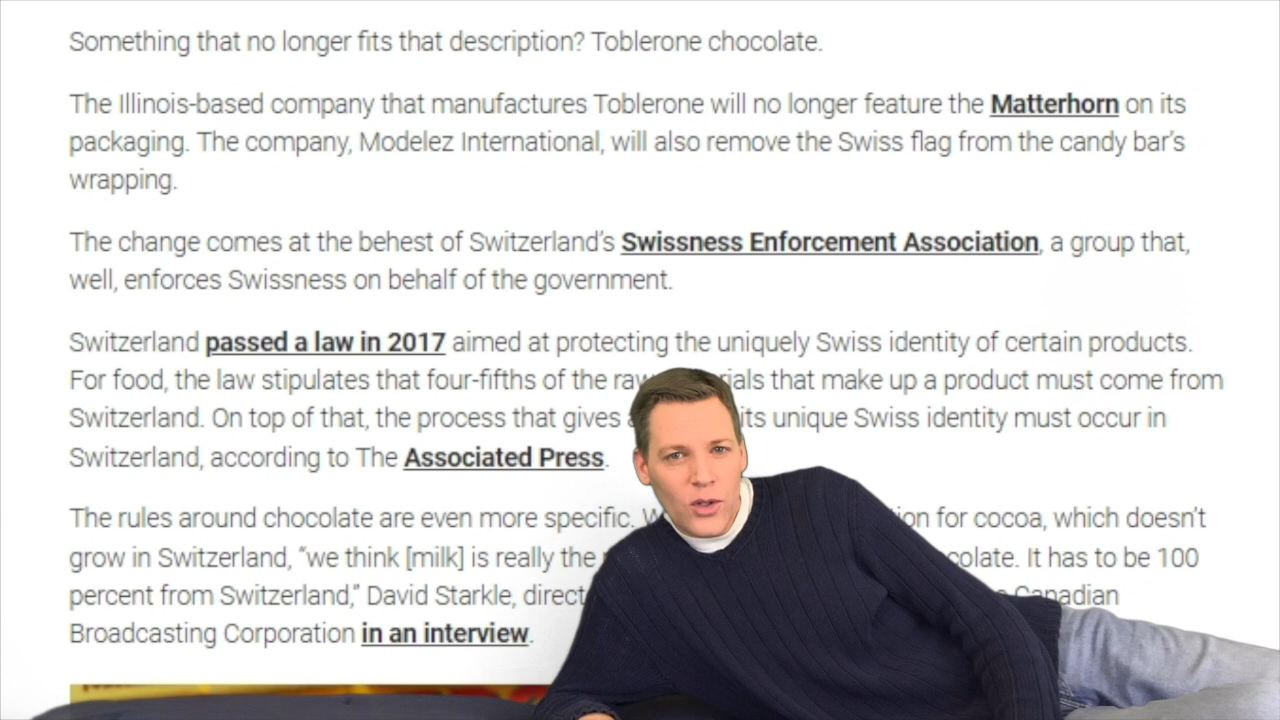 Something that no longer fits that description? Toblerone chocolate.
The Illinois-based company that manufactures Toblerone will no longer feature the Matterhorn on its
packaging. The company, Modelez International, will also remove the Swiss flag from the candy bar’s
wrapping.
The change comes at the behest of Switzerland’s Swissness Enforcement Association, a group that,
well, enforces Swissness on behalf of the government.
Switzerland passed a law in 2017 aimed at protecting the uniquely Swiss identity of certain products.
For food, the law stipulates that four-fifths of the raw that make up a product must come from
Switzerland. On top of that, the process that gives its unique Swiss identity must occur in
Switzerland, according to The Associated Press.
The rules around chocolate are even more specific. for cocoa, which doesn’t
grow in Switzerland, “we think [milk] is really the It has to be 100
percent from Switzerland,” David Starkle, Canadian
Broadcasting Corporation in an interview.